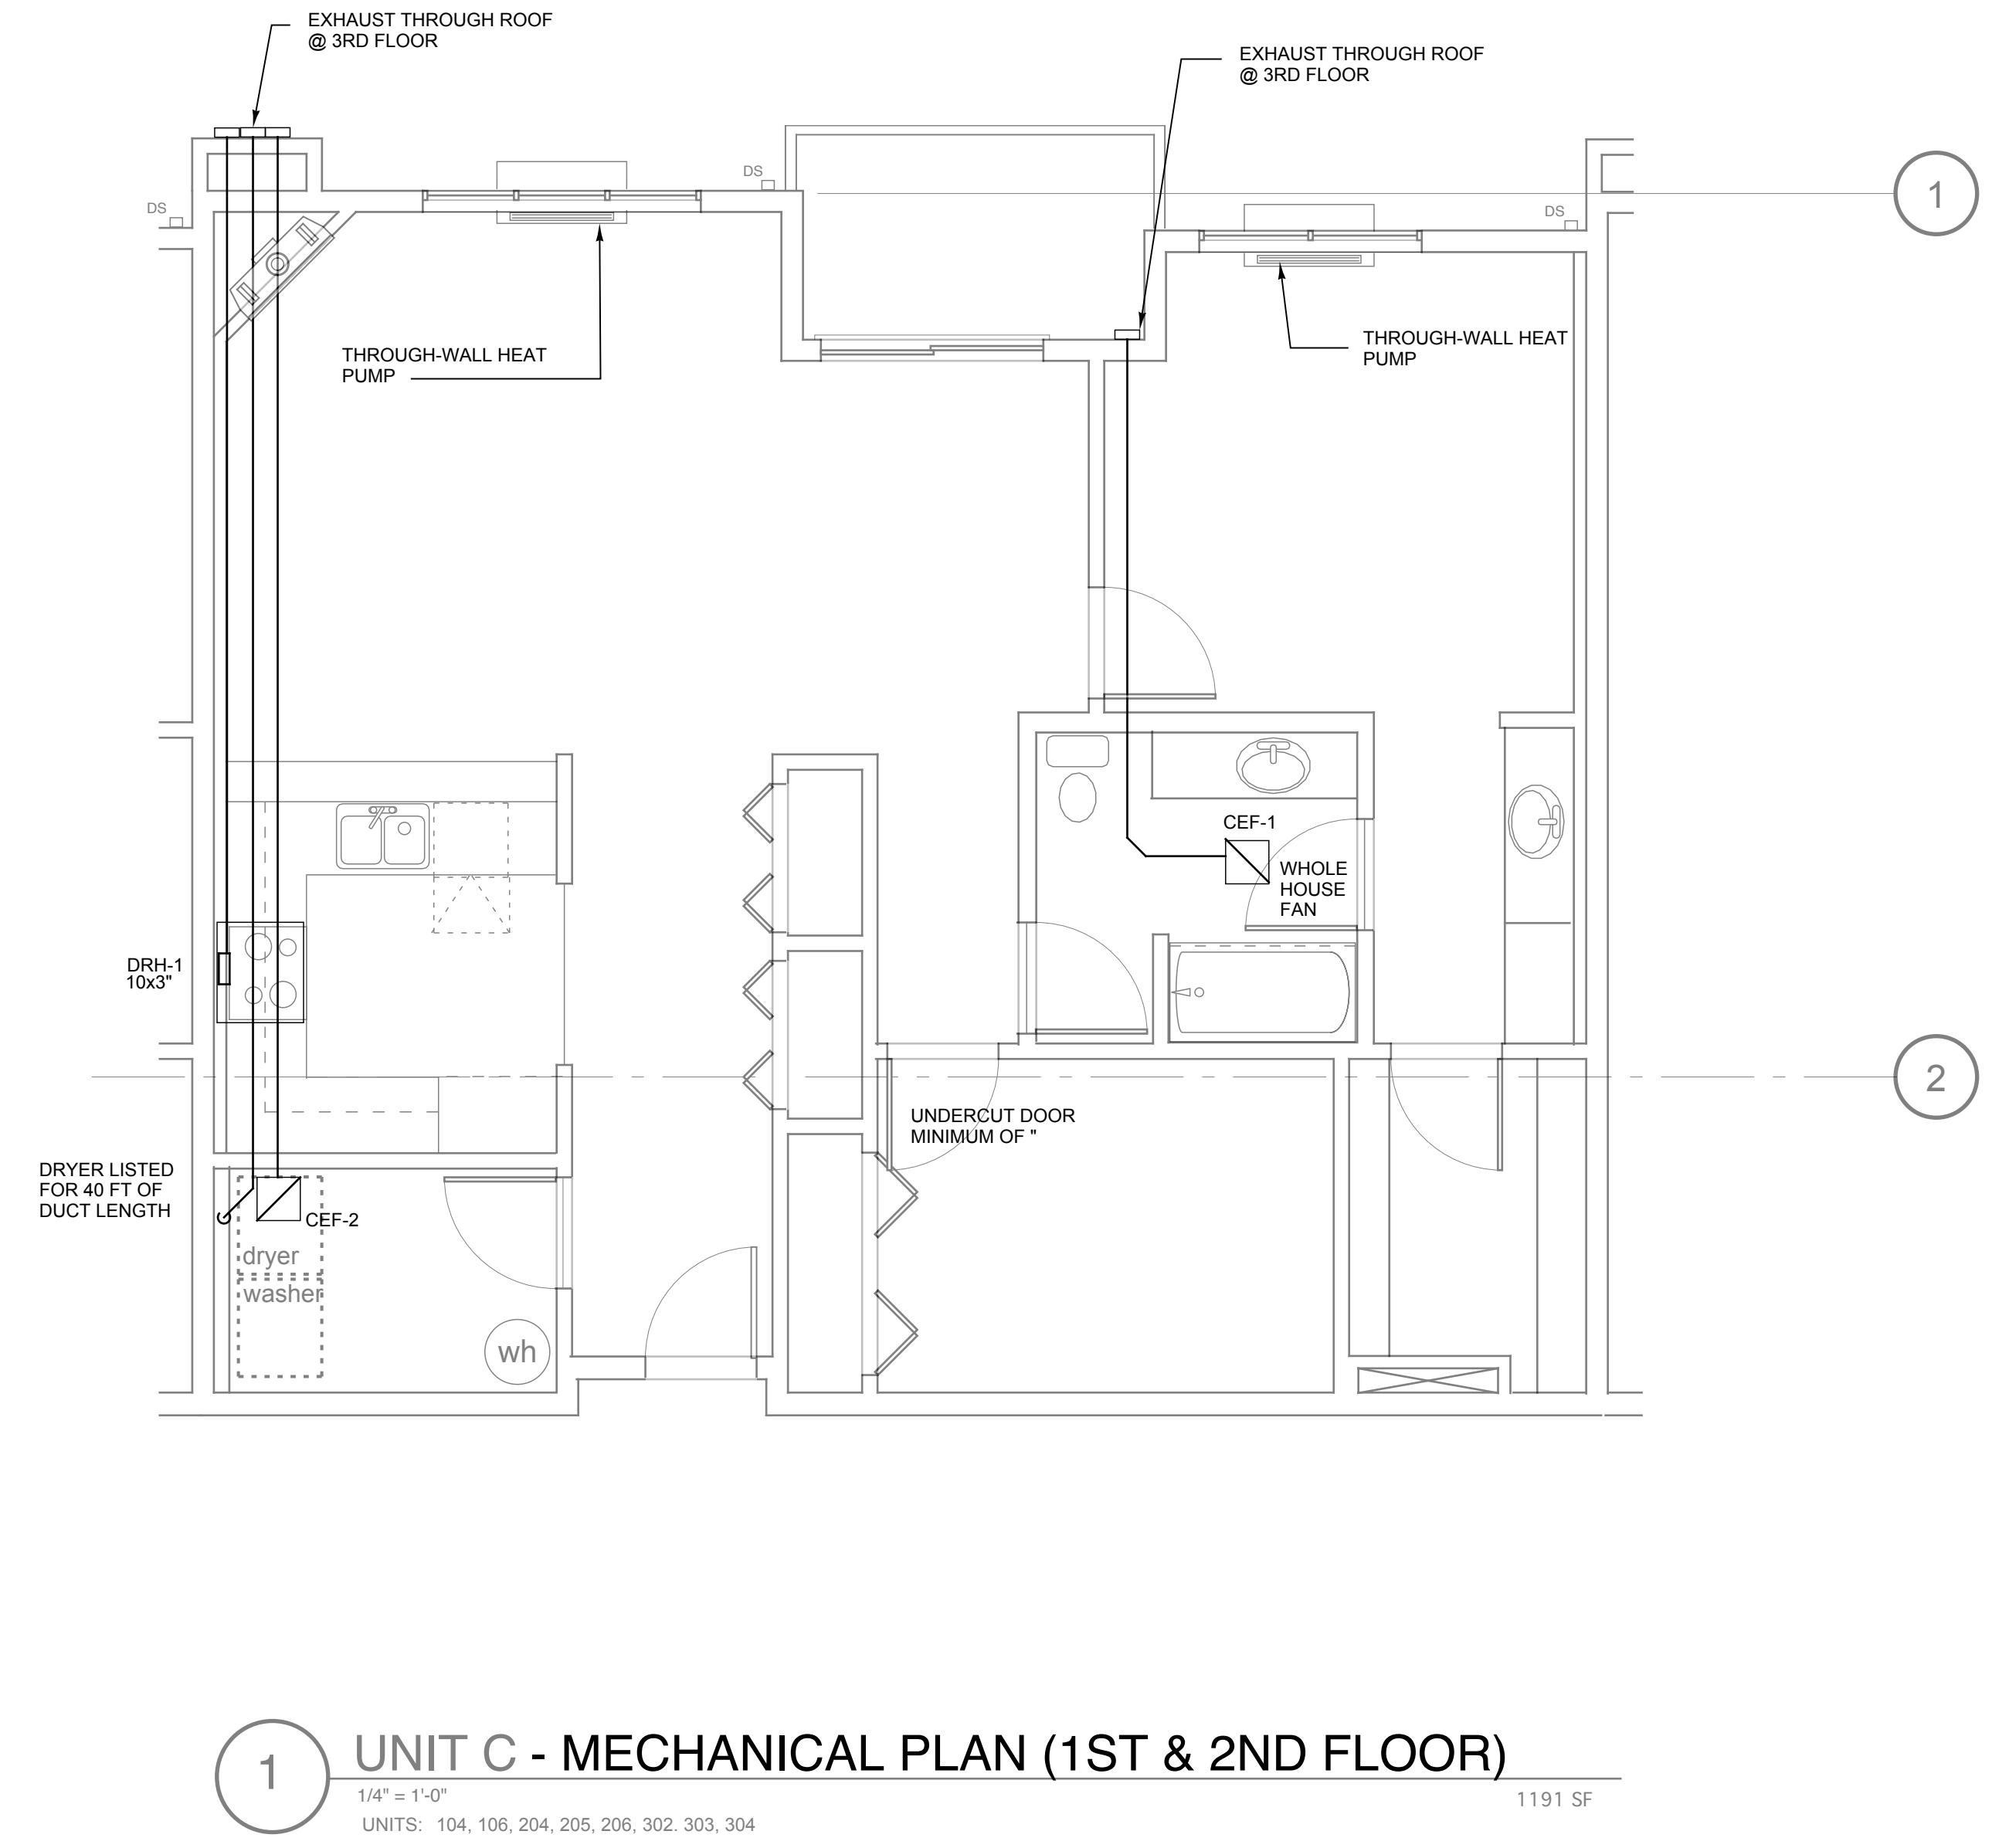 EXHAUST THROUGH ROOF
@ 3RD FLOOR
EXHAUST THROUGH ROOF
@ 3RD FLOOR
DS
DS
DS
1
THROUGH-WALL HEAT
PUMP
THROUGH-WALL HEAT
PUMP
CEF-1
WHOLE
HOUSE
FAN
DRH-1
10x3"
2
UNDERCUT DOOR
MINIMUM OF "
DRYER LISTED
FOR 40 FT OF
DUCT LENGTH
CEF-2
dryer
washer
wh
1
UNIT C - MECHANICAL PLAN (1ST & 2ND FLOOR)
1/4" = 1'-0"
1191 SF
UNITS: 104, 106, 204, 205, 206, 302. 303, 304